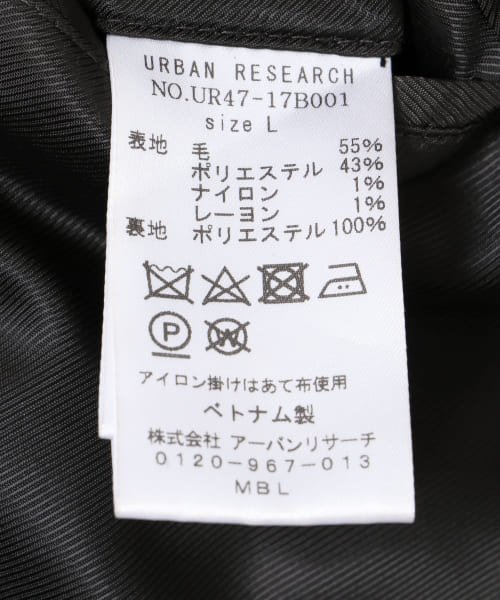 URBAN RESEARCH
NO.UR47-17B001
size L
表地 毛 55%
ポリエステル 43%
ナイロン 1%
レーヨン 1%
裏地 ポリエステル 100%
P W
アイロン掛けはあて布使用
ベトナム製
株式会社 アーバンリサーチ
0120-967-013
MBL